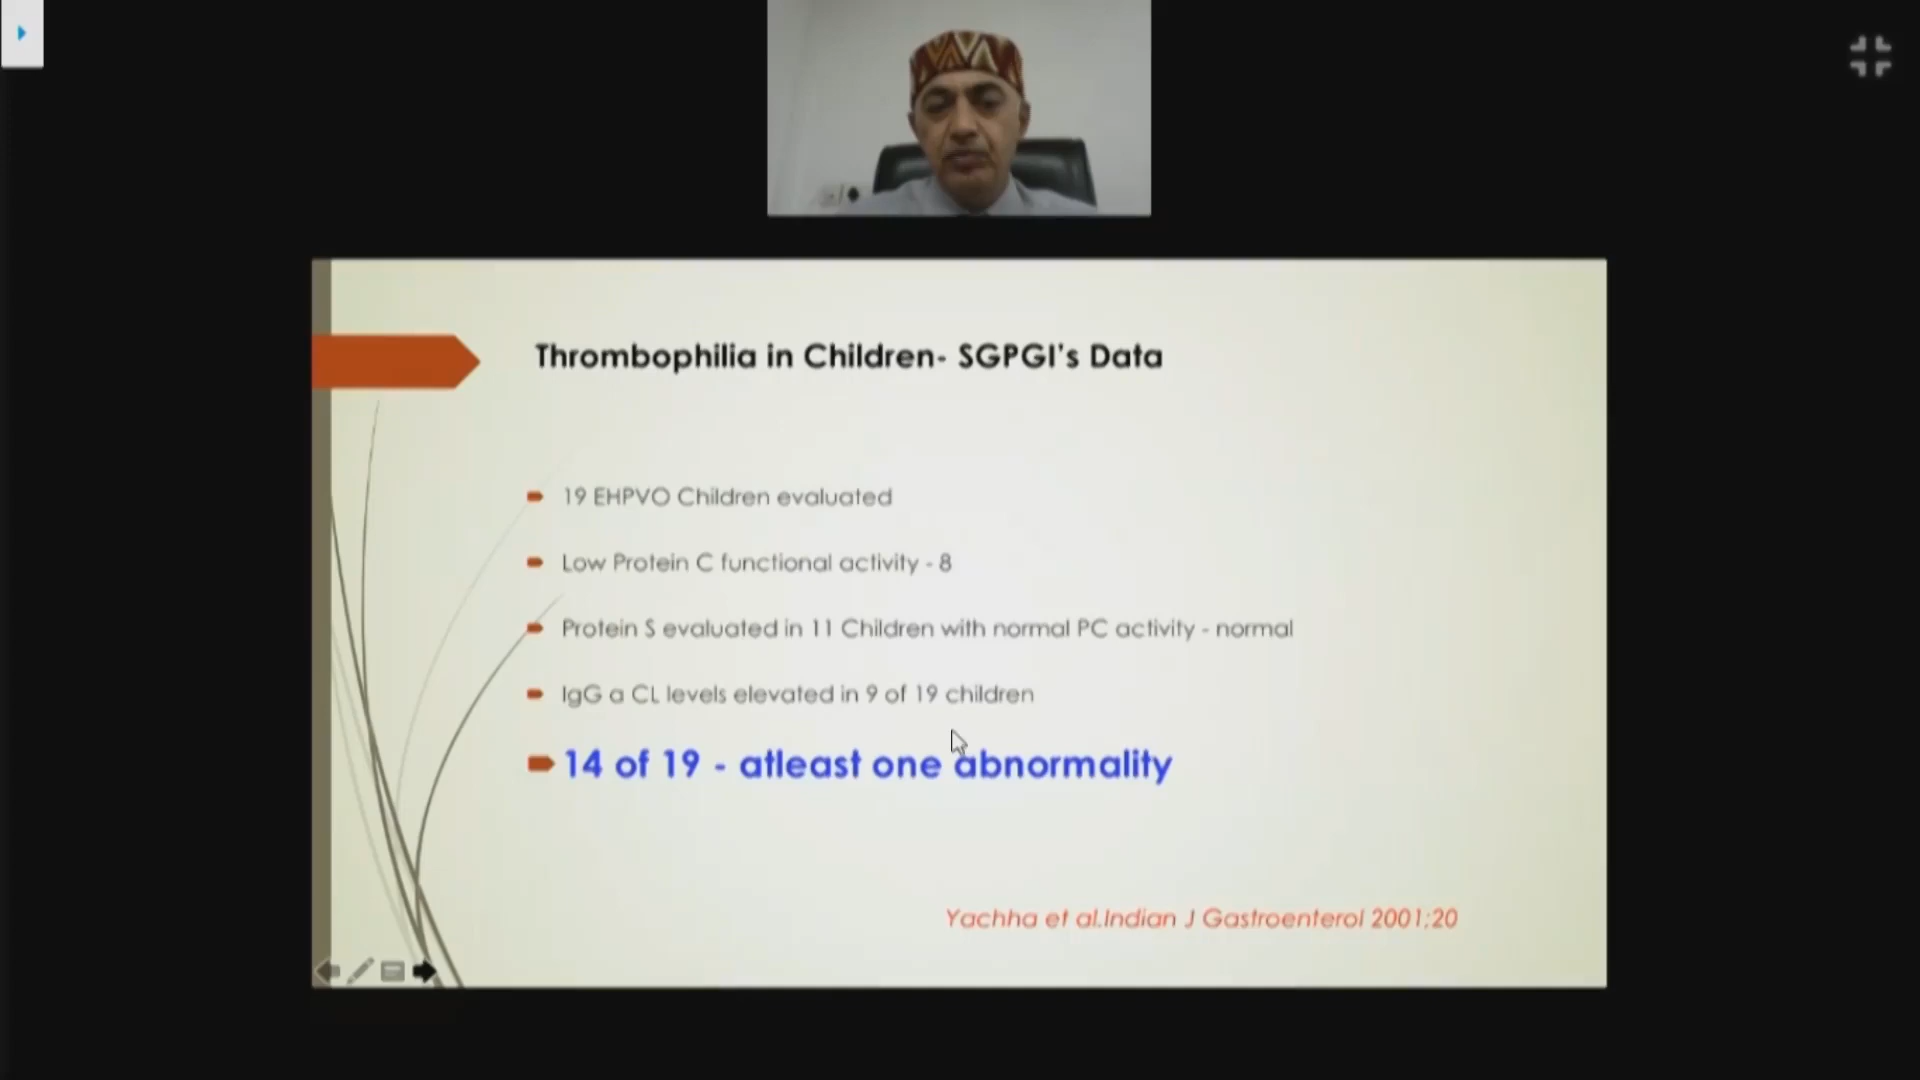 Thrombophilia in Children- SGPGI's Data
19 EHPVO Children evaluated
Low Protein C functional activity - 8
Protein S evaluated in 11 Children with normal PC activity - normal
IgG a CL levels elevated in 9 of 19 children
14 of 19 - atleast one abnormality
Yachha et al.Indian J Gastroenterol 2001;20